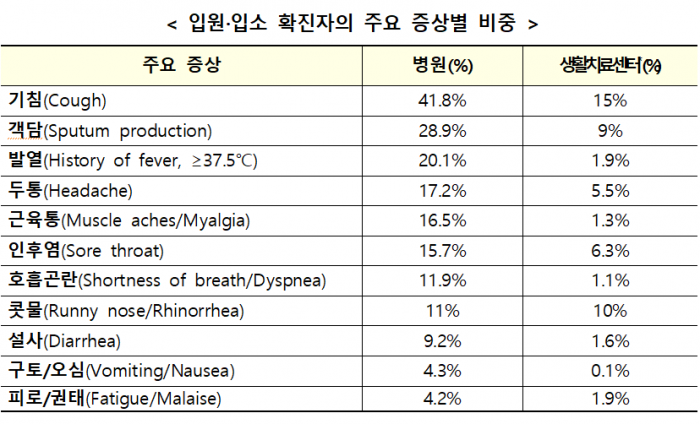 < 입원·입소 확진자의 주요 증상별 비중 >
주요 증상 병원(%) 생활치료센터(%)
기침(Cough) 41.8% 15%
객담(Sputum production) 28.9% 9%
발열(History of fever, ≥37.5℃) 20.1% 1.9%
두통(Headache) 17.2% 5.5%
근육통(Muscle aches/Myalgia) 16.5% 1.3%
인후염(Sore throat) 15.7% 6.3%
호흡곤란(Shortness of breath/Dyspnea) 11.9% 1.1%
콧물(Runny nose/Rhinorrhea) 11% 10%
설사(Diarrhea) 9.2% 1.6%
구토/오심(Vomiting/Nausea) 4.3% 0.1%
피로/권태(Fatigue/Malaise) 4.2% 1.9%